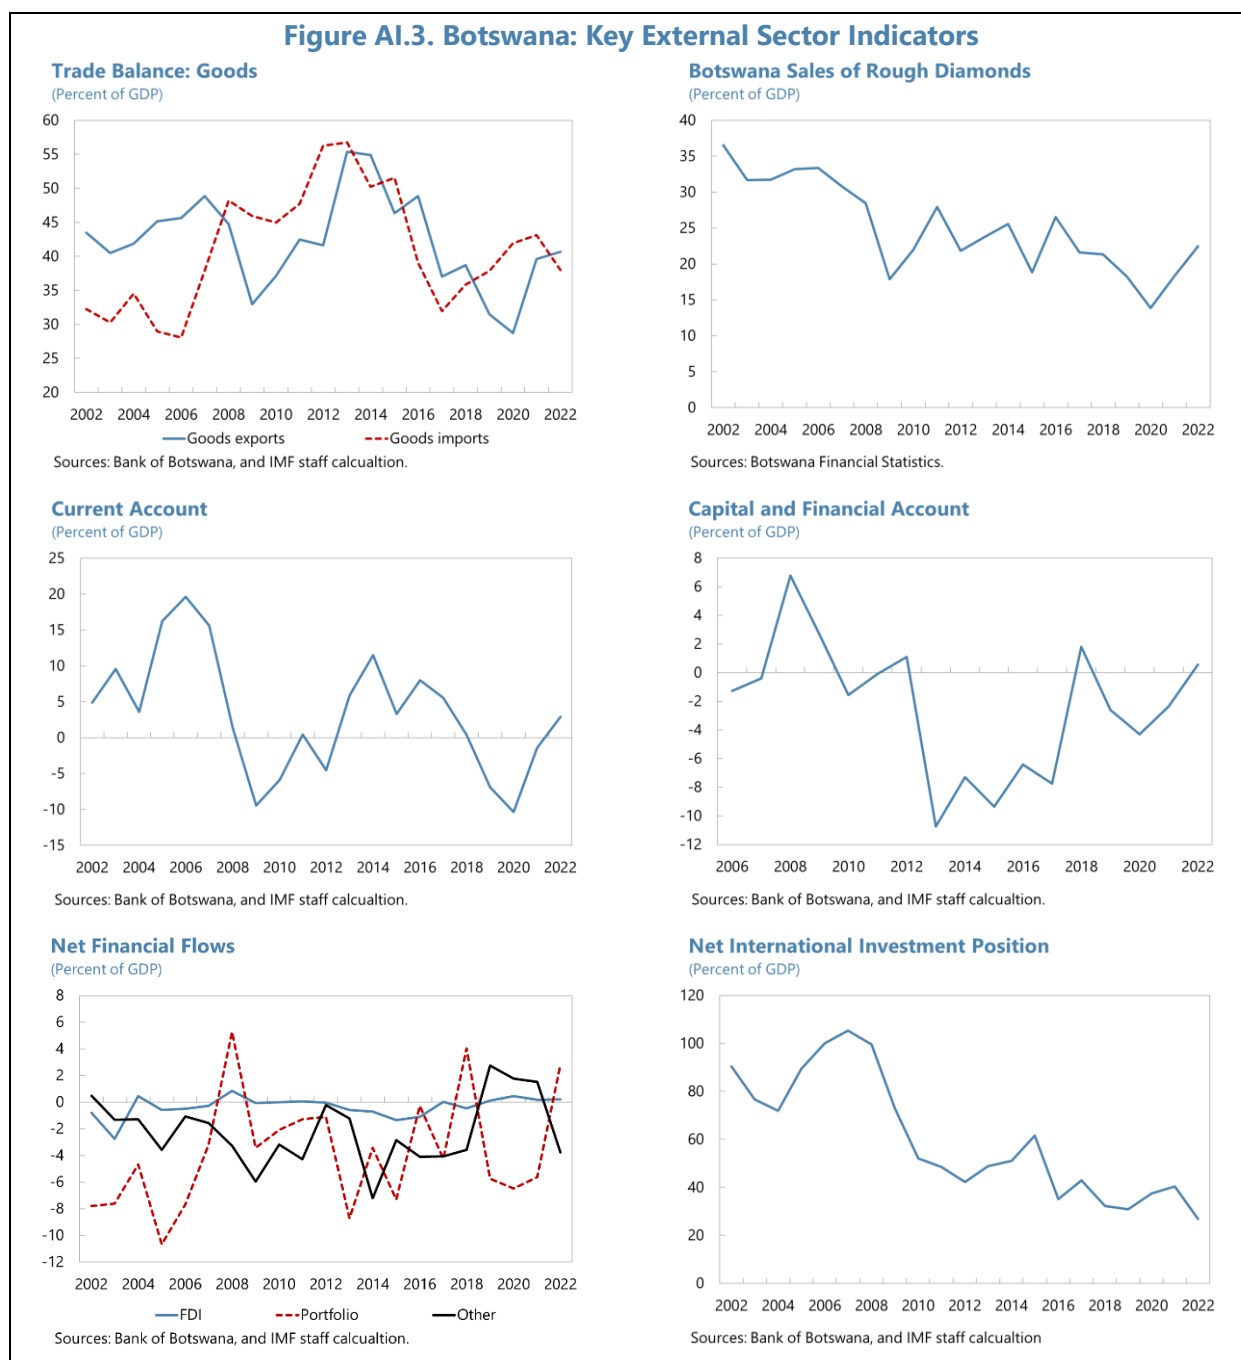 Figure AI.3. Botswana: Key External Sector Indicators
Trade Balance: Goods
(Percent of GDP)
60
55
50
45
40
35
30
25
20
2002 2004 2006 2008 2010 2012 2014 2016 2018 2020 2022
Goods exports Goods imports
Sources: Bank of Botswana, and IMF staff calcualtion.
Botswana Sales of Rough Diamonds
(Percent of GDP)
40
35
30
25
20
15
10
5
0
2002 2004 2006 2008 2010 2012 2014 2016 2018 2020 2022
Sources: Botswana Financial Statistics.
Current Account
(Percent of GDP)
25
20
15
10
5
0
-5
-10
-15
2002 2004 2006 2008 2010 2012 2014 2016 2018 2020 2022
Sources: Bank of Botswana, and IMF staff calcualtion.
Capital and Financial Account
(Percent of GDP)
8
6
4
2
0
-2
-4
-6
-8
-10
-12
2006 2008 2010 2012 2014 2016 2018 2020 2022
Sources: Bank of Botswana, and IMF staff calcualtion.
Net Financial Flows
(Percent of GDP)
8
6
4
2
0
-2
-4
-6
-8
-10
-12
2002 2004 2006 2008 2010 2012 2014 2016 2018 2020 2022
FDI Portfolio Other
Sources: Bank of Botswana, and IMF staff calcualtion.
Net International Investment Position
(Percent of GDP)
120
100
80
60
40
20
0
2002 2004 2006 2008 2010 2012 2014 2016 2018 2020 2022
Sources: Bank of Botswana, and IMF staff calcualtion